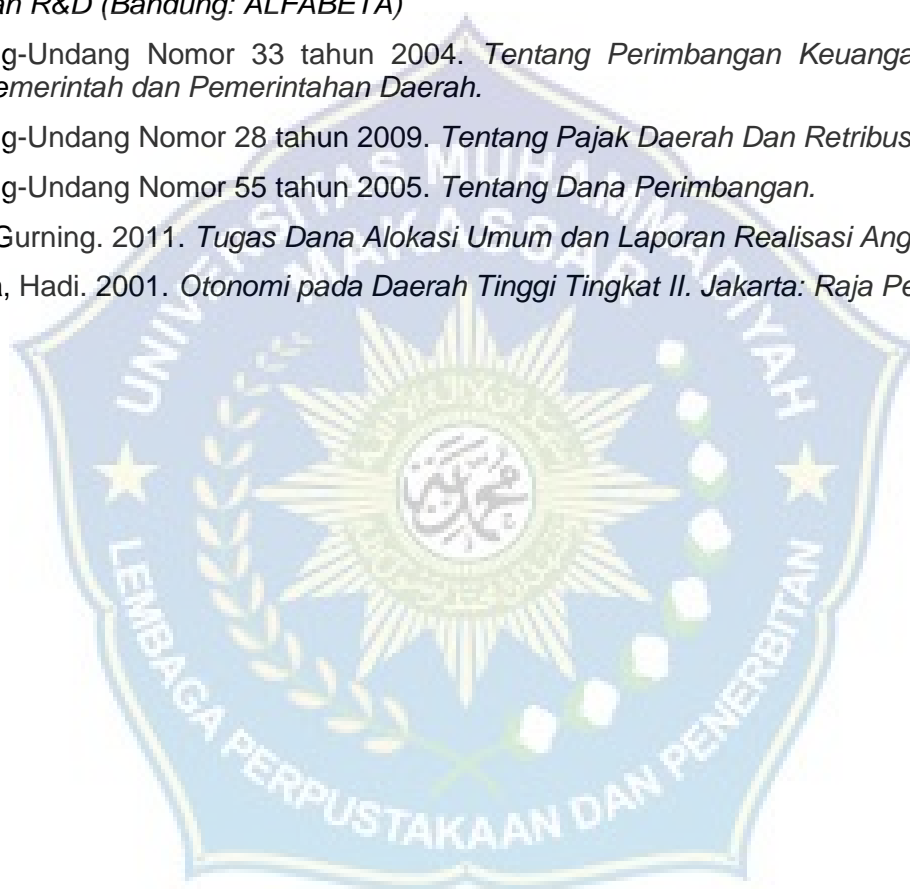 an R&D (Bandung: ALFABETA)
g-Undang Nomor 33 tahun 2004. Tentang Perimbangan Keuanga
emerintah dan Pemerintahan Daerah.
g-Undang Nomor 28 tahun 2009. Tentang Pajak Daerah Dan Retribus
g-Undang Nomor 55 tahun 2005. Tentang Dana Perimbangan.
Gurning. 2011. Tugas Dana Alokasi Umum dan Laporan Realisasi Ang
a, Hadi. 2001. Otonomi pada Daerah Tinggi Tingkat II. Jakarta: Raja Pe
UNIVERSITAS MUHAMMADIYAH
MAKASSAR
LEMBAGA PERPUSTAKAAN DAN PENERBITAN